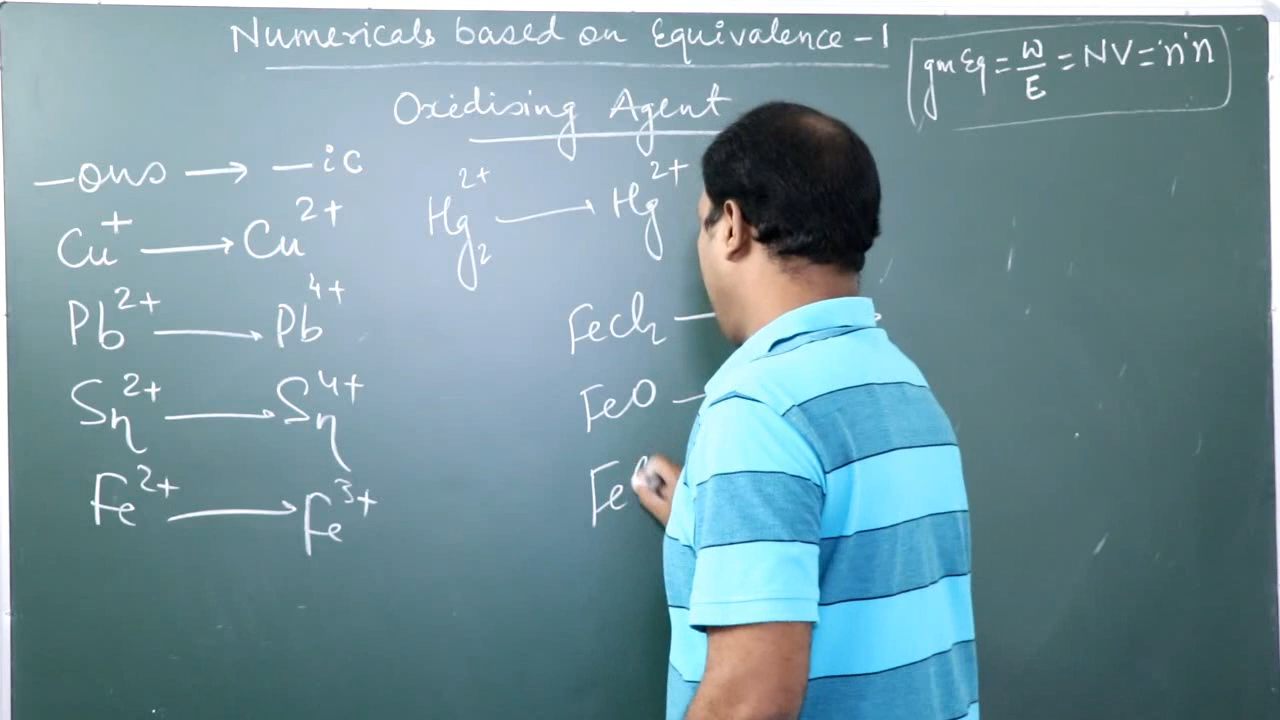 Numericals based on Equivalence-1
gm Eq = W/E = NV = 'n' n
Oxidising Agent
-ous → -ic
Cu⁺ → Cu²⁺
Pb²⁺ → Pb⁴⁺
Sn²⁺ → Sn⁴⁺
Fe²⁺ → Fe³⁺
Hg₂²⁺ → Hg²⁺
FeCl₂ →
FeO —
Fe